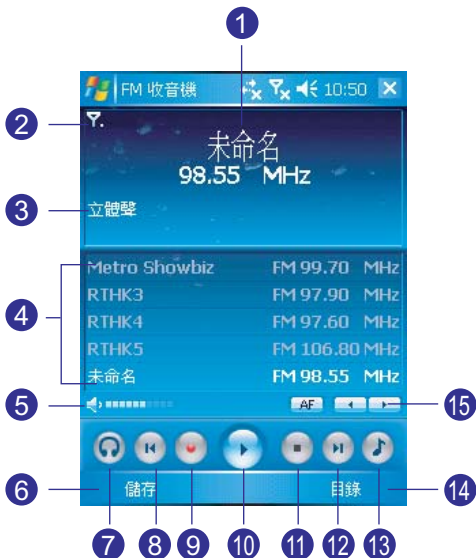 1
FM 收音機 10:50
2
未命名
98.55 MHz
3 立體聲
4
Metro Showbiz FM 99.70 MHz
RTHK3 FM 97.90 MHz
RTHK4 FM 97.60 MHz
RTHK5 FM 106.80 MHz
未命名 FM 98.55 MHz
5 AF 15
6 儲存 目錄 14
7 8 9 10 11 12 13